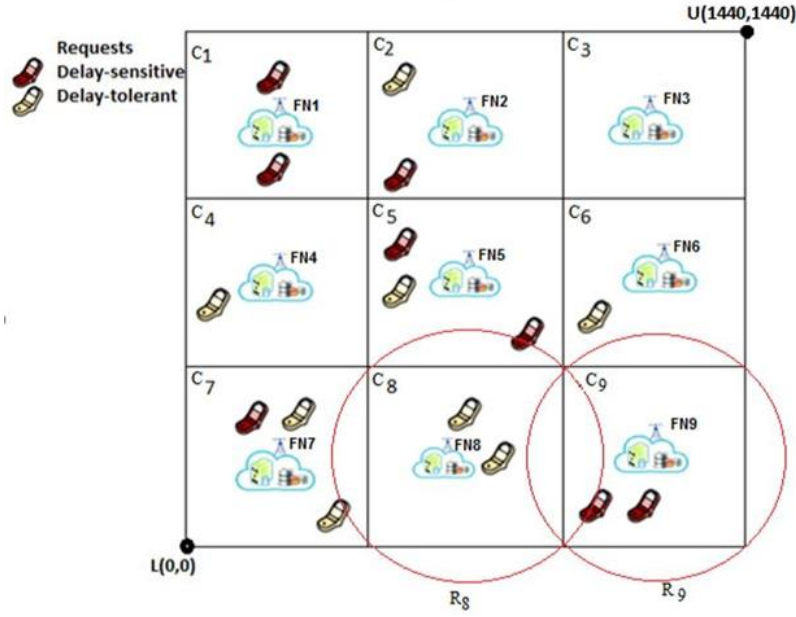 U(1440,1440)
Requests
Delay-sensitive
Delay-tolerant
C1
FN1
C2
FN2
C3
FN3
C4
FN4
C5
FN5
C6
FN6
C7
FN7
C8
FN8
C9
FN9
L(0,0)
R8
R9